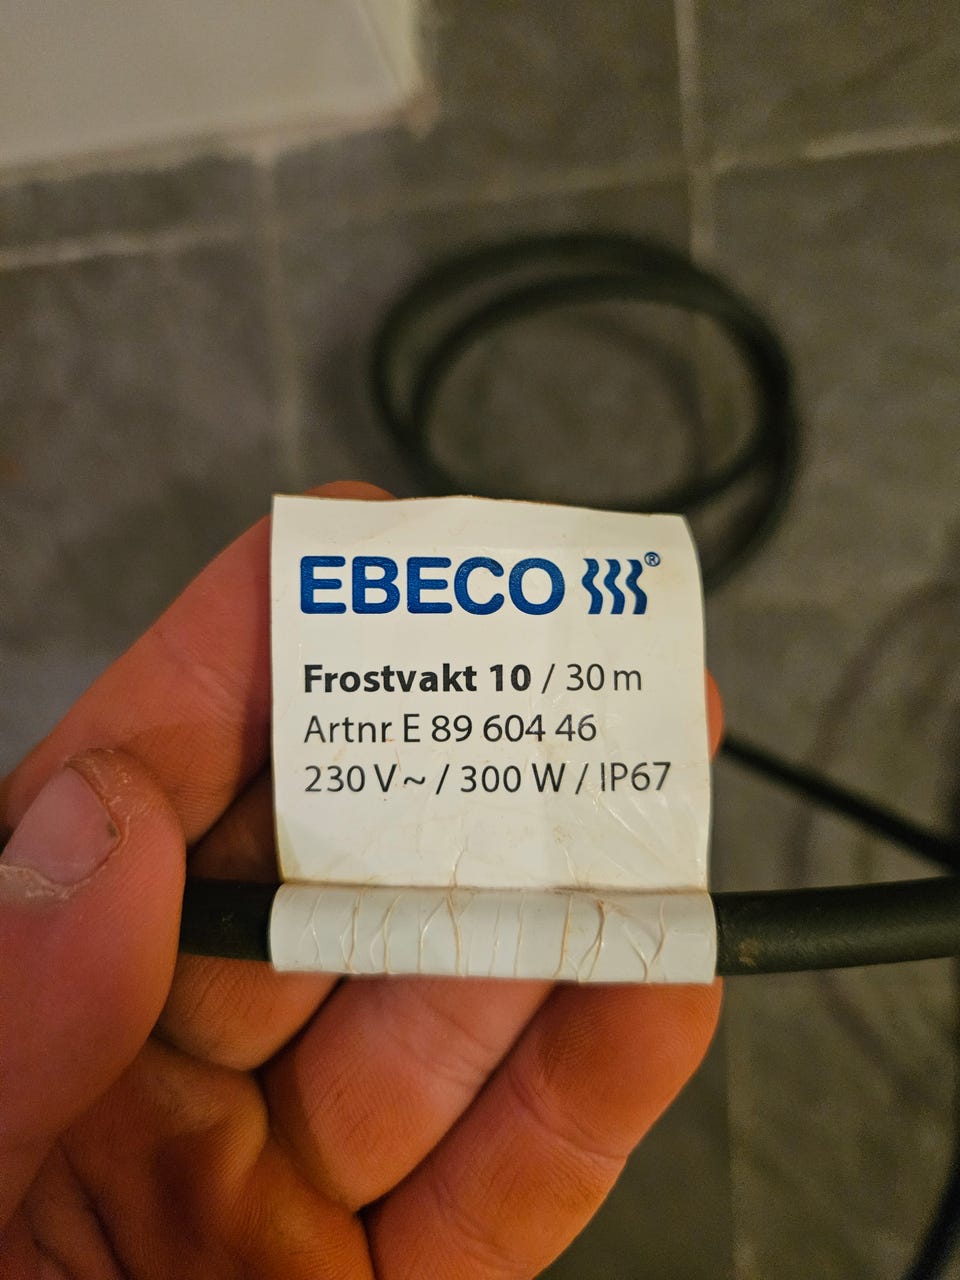 EBECO ®
Frostvakt 10 / 30 m
Artnr E 89 604 46
230 V ~ / 300 W / IP67